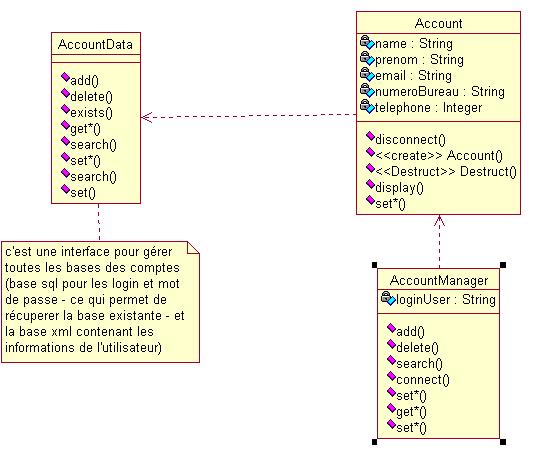 AccountData
add()
delete()
exists()
get*()
search()
set*()
search()
set()
c'est une interface pour gérer
toutes les bases des comptes
(base sql pour les login et mot
de passe - ce qui permet de
récuperer la base existante - et
la base xml contenant les
informations de l'utilisateur)
Account
name : String
prenom : String
email : String
numeroBureau : String
telephone : Integer
disconnect()
<<create>> Account()
<<Destruct>> Destruct()
display()
set*()
AccountManager
loginUser : String
add()
delete()
search()
connect()
set*()
get*()
set*()